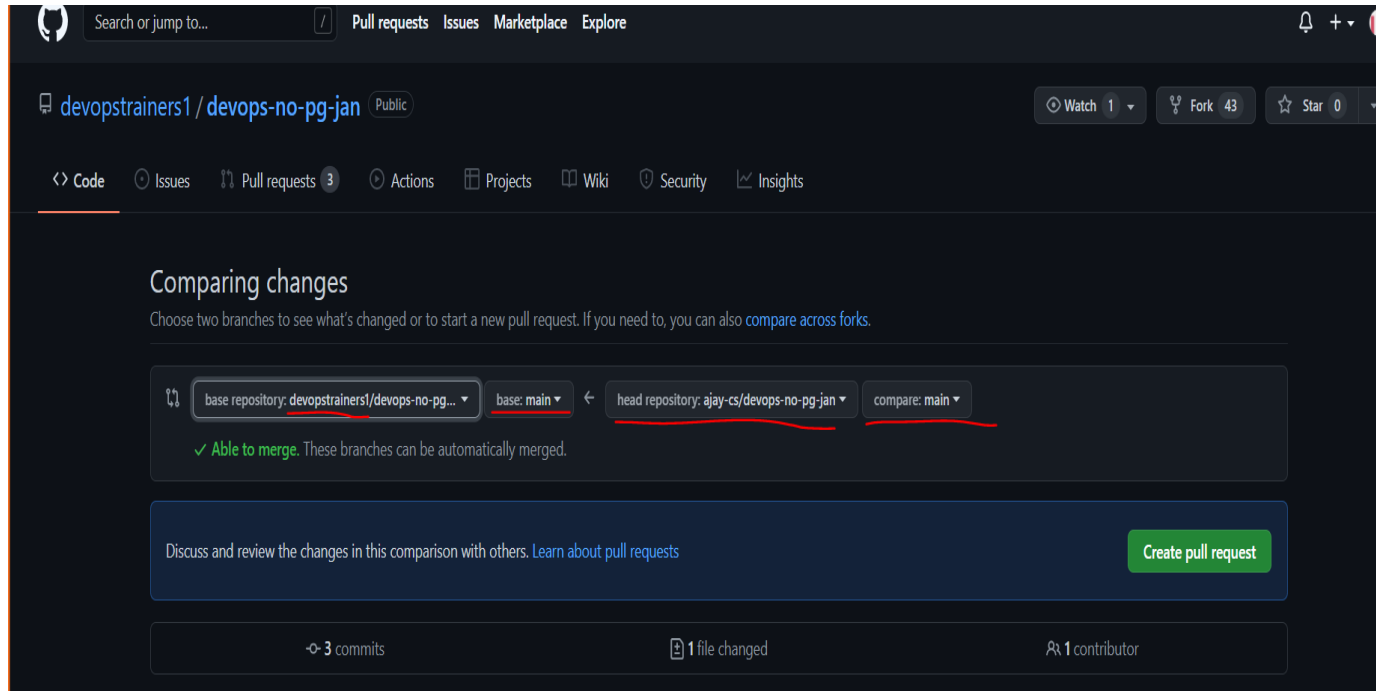 Search or jump to... / Pull requests Issues Marketplace Explore
devopstrainers1 / devops-no-pg-jan Public Watch 1 Fork 43 Star 0
Code Issues Pull requests 3 Actions Projects Wiki Security Insights
Comparing changes
Choose two branches to see what's changed or to start a new pull request. If you need to, you can also compare across forks.
base repository: devopstrainers1/devops-no-pg... base: main head repository: ajay-cs/devops-no-pg-jan compare: main
Able to merge. These branches can be automatically merged.
Discuss and review the changes in this comparison with others. Learn about pull requests Create pull request
3 commits 1 file changed 1 contributor